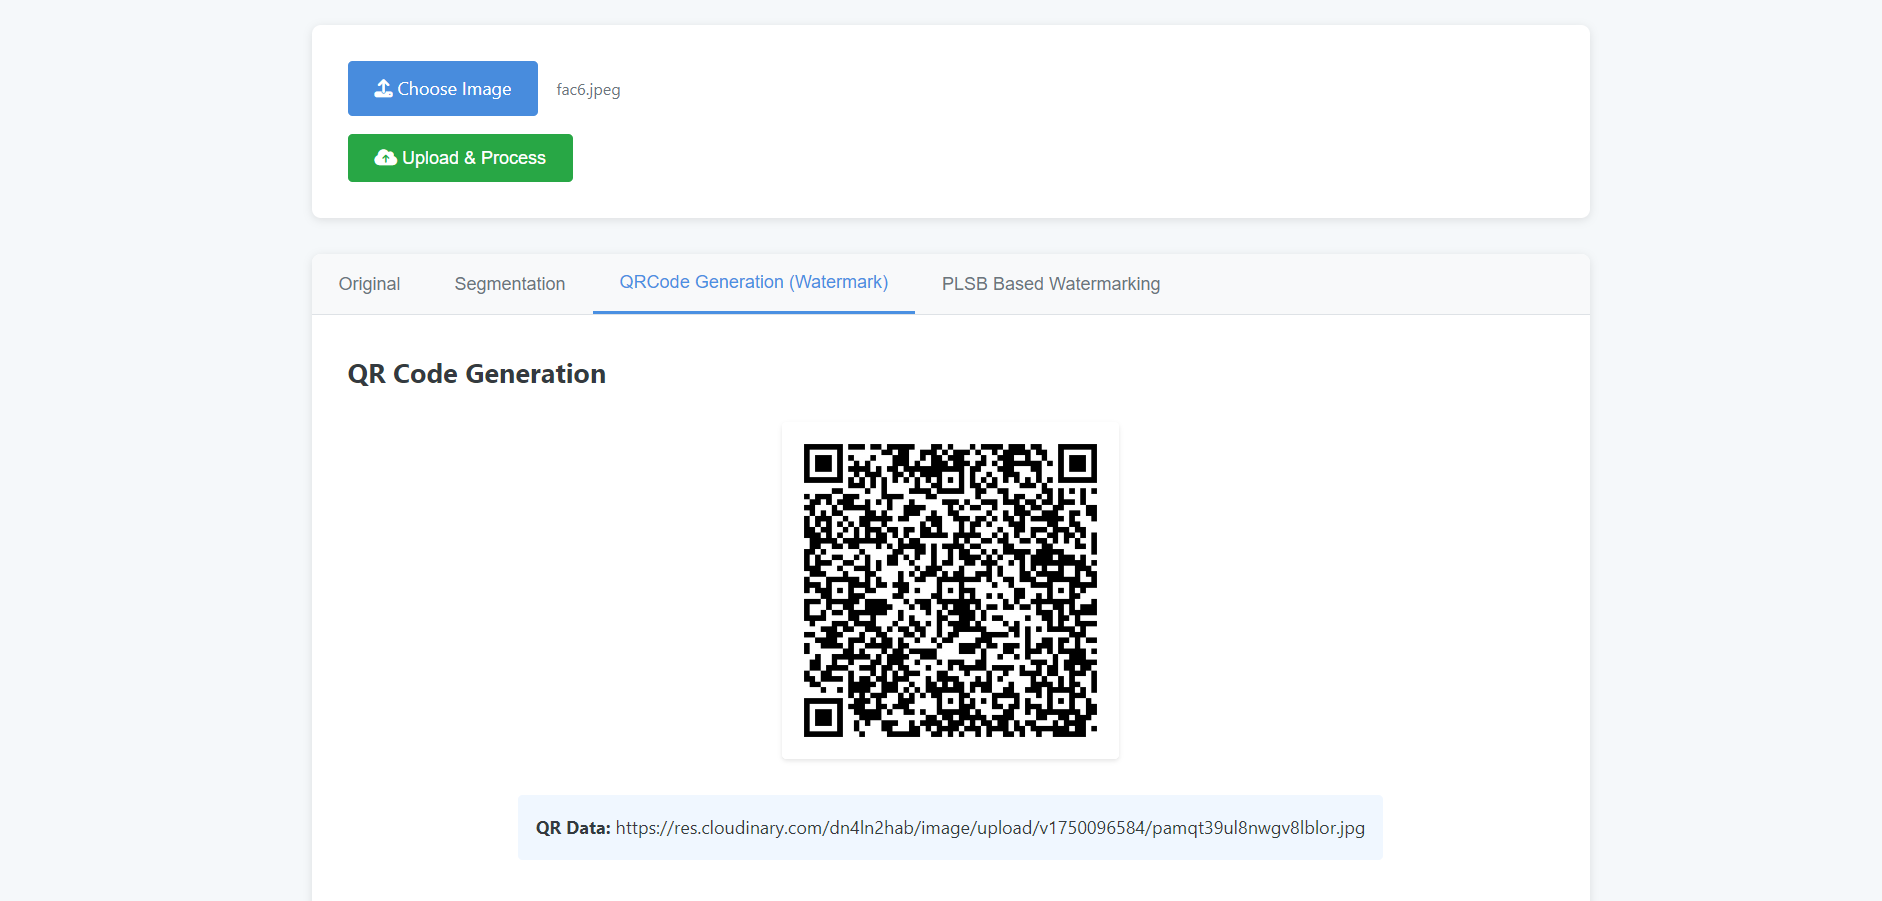 Choose Image
fac6.jpeg
Upload & Process
Original
Segmentation
QRCode Generation (Watermark)
PLSB Based Watermarking
QR Code Generation
QR Data: https://res.cloudinary.com/dn4ln2hab/image/upload/v1750096584/pamqt39ul8nwgv8lblor.jpg